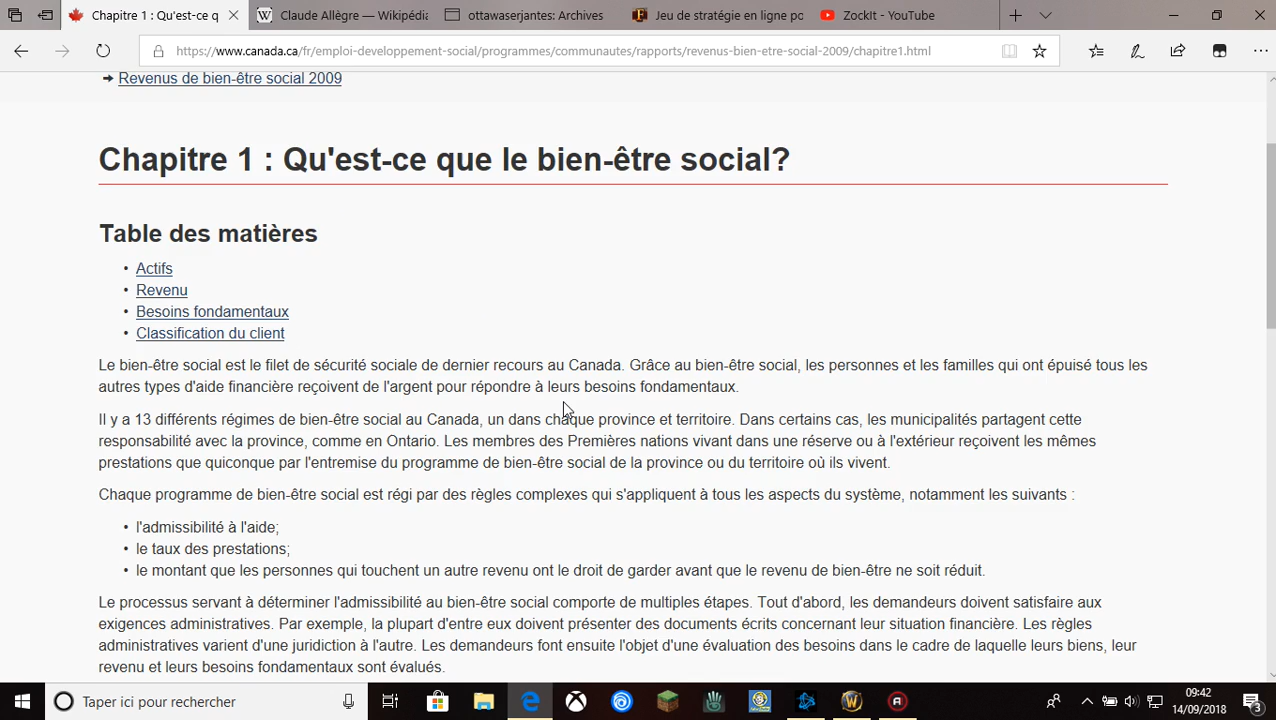 Chapitre 1 : Qu'est-ce q
Claude Allègre — Wikipédia
ottawaserjantes: Archives
Jeu de stratégie en ligne po
ZockIt - YouTube
https://www.canada.ca/fr/emploi-developpement-social/programmes/communautes/rapports/revenus-bien-etre-social-2009/chapitre1.html
Revenus de bien-être social 2009
Chapitre 1 : Qu'est-ce que le bien-être social?
Table des matières
• Actifs
• Revenu
• Besoins fondamentaux
• Classification du client
Le bien-être social est le filet de sécurité sociale de dernier recours au Canada. Grâce au bien-être social, les personnes et les familles qui ont épuisé tous les
autres types d'aide financière reçoivent de l'argent pour répondre à leurs besoins fondamentaux.
Il y a 13 différents régimes de bien-être social au Canada, un dans chaque province et territoire. Dans certains cas, les municipalités partagent cette
responsabilité avec la province, comme en Ontario. Les membres des Premières nations vivant dans une réserve ou à l'extérieur reçoivent les mêmes
prestations que quiconque par l'entremise du programme de bien-être social de la province ou du territoire où ils vivent.
Chaque programme de bien-être social est régi par des règles complexes qui s'appliquent à tous les aspects du système, notamment les suivants :
• l'admissibilité à l'aide;
• le taux des prestations;
• le montant que les personnes qui touchent un autre revenu ont le droit de garder avant que le revenu de bien-être ne soit réduit.
Le processus servant à déterminer l'admissibilité au bien-être social comporte de multiples étapes. Tout d'abord, les demandeurs doivent satisfaire aux
exigences administratives. Par exemple, la plupart d'entre eux doivent présenter des documents écrits concernant leur situation financière. Les règles
administratives varient d'une juridiction à l'autre. Les demandeurs font ensuite l'objet d'une évaluation des besoins dans le cadre de laquelle leurs biens, leur
revenu et leurs besoins fondamentaux sont évalués.
Taper ici pour rechercher
09:42
14/09/2018
3